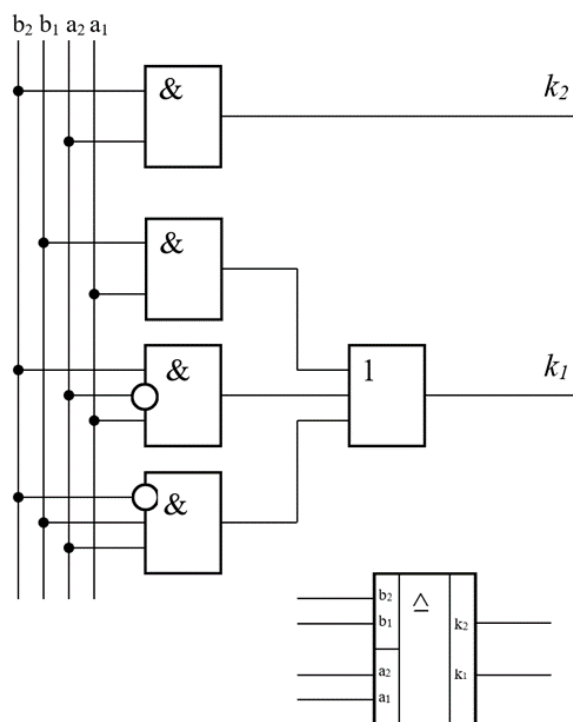 b₂ b₁ a₂ a₁
&
k₂
&
&
1
k₁
&
b₂
b₁
a₂
a₁
^
k₂
k₁